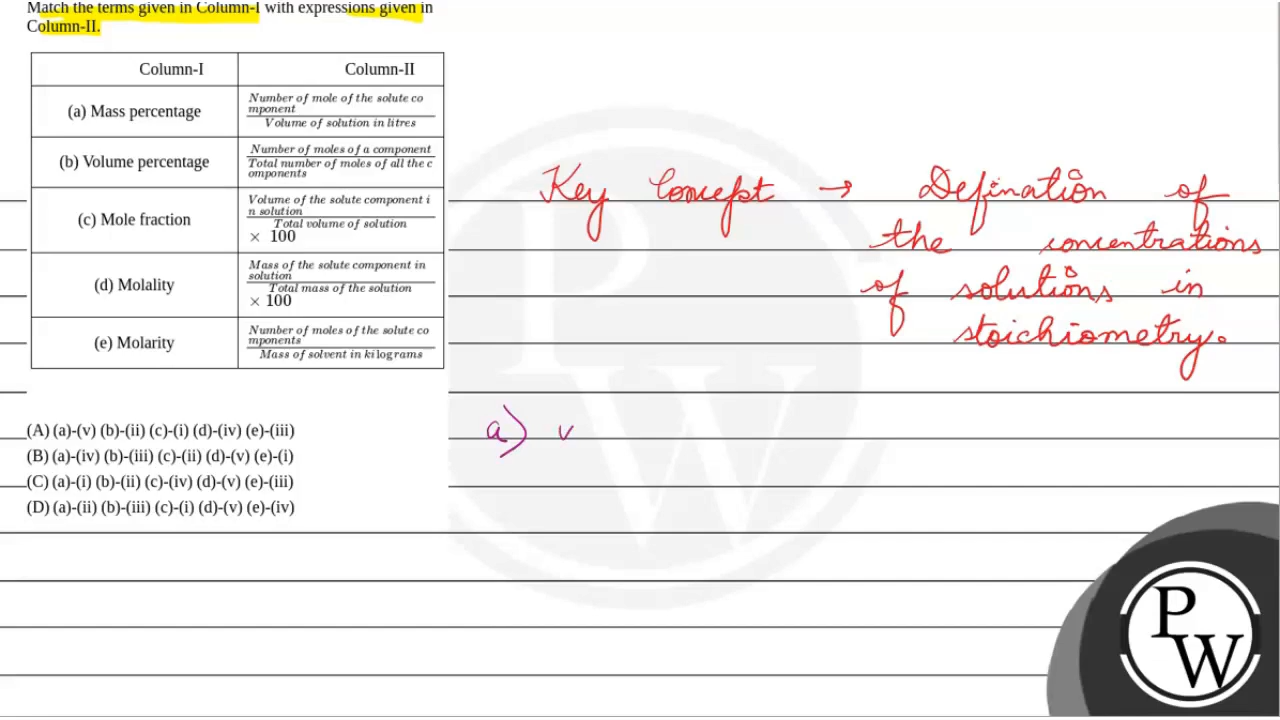 Match the terms given in Column-I with expressions given in
Column-II.
Column-I
Column-II
(a) Mass percentage
Number of mole of the solute co
mponent
Volume of solution in litres
(b) Volume percentage
Number of moles of a component
Total number of moles of all the c
omponents
(c) Mole fraction
Volume of the solute component i
n solution
Total volume of solution
× 100
(d) Molality
Mass of the solute component in
solution
Total mass of the solution
× 100
(e) Molarity
Number of moles of the solute co
mponents
Mass of solvent in kilograms
(A) (a)-(v) (b)-(ii) (c)-(i) (d)-(iv) (e)-(iii)
(B) (a)-(iv) (b)-(iii) (c)-(ii) (d)-(v) (e)-(i)
(C) (a)-(i) (b)-(ii) (c)-(iv) (d)-(v) (e)-(iii)
(D) (a)-(ii) (b)-(iii) (c)-(i) (d)-(v) (e)-(iv)
Key Concept → Defination of
the concentrations
of solutions in
stoichiometry.
a) v
P
W